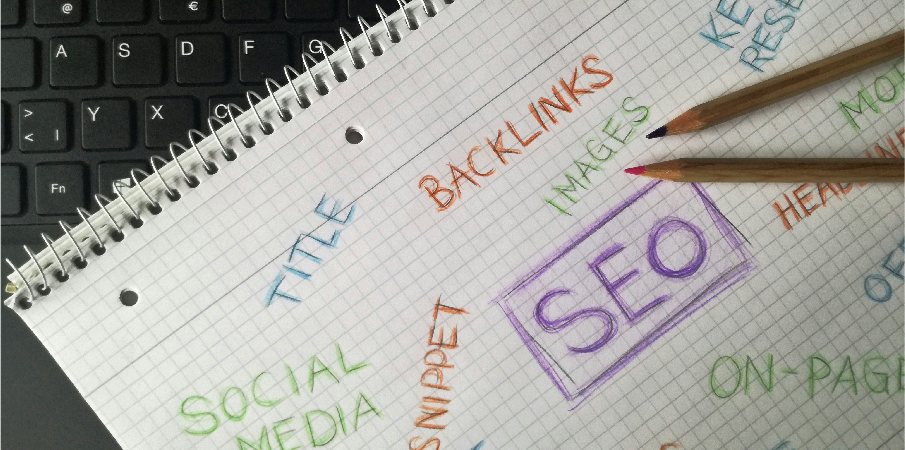 @ €
A S D F G
> Y X C
< |
Fn
KE
RESE
BACKLINKS
IMAGES
MO
HEADLINE
TITLE
SEO
OF
SNIPPET
ON-PAGE
SOCIAL
MEDIA